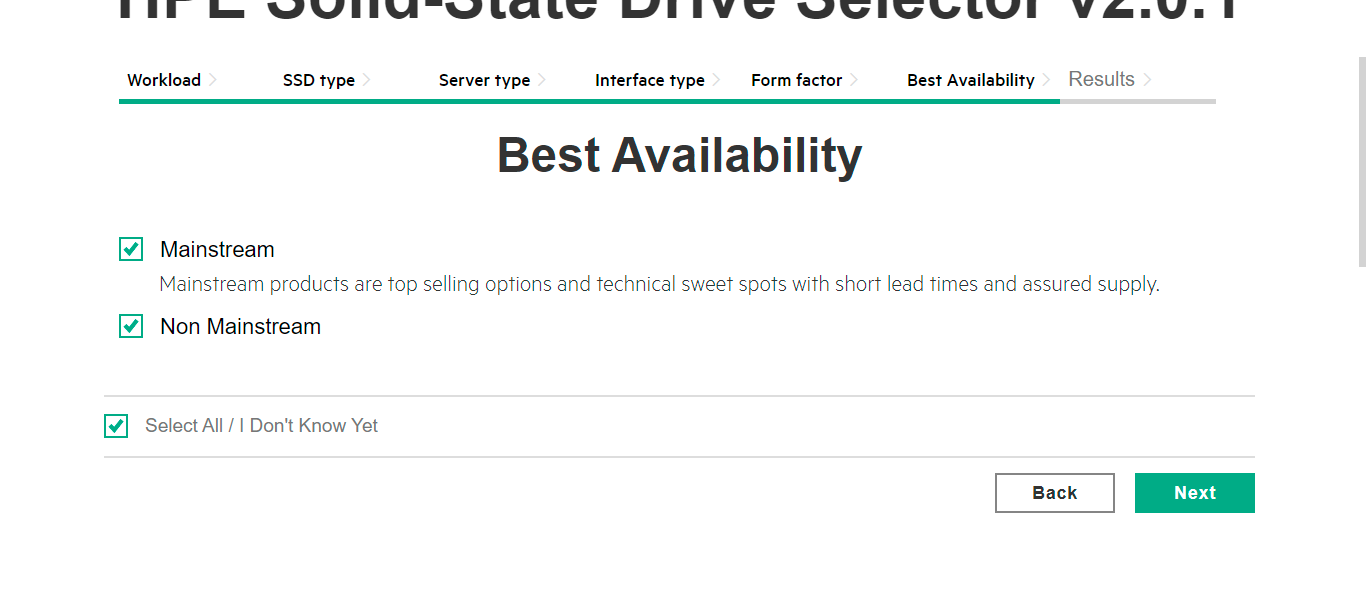 HPE Solid-State Drive Selector v2.0.1
Workload SSD type Server type Interface type Form factor Best Availability Results
Best Availability
Mainstream
Mainstream products are top selling options and technical sweet spots with short lead times and assured supply.
Non Mainstream
Select All / I Don't Know Yet
Back Next